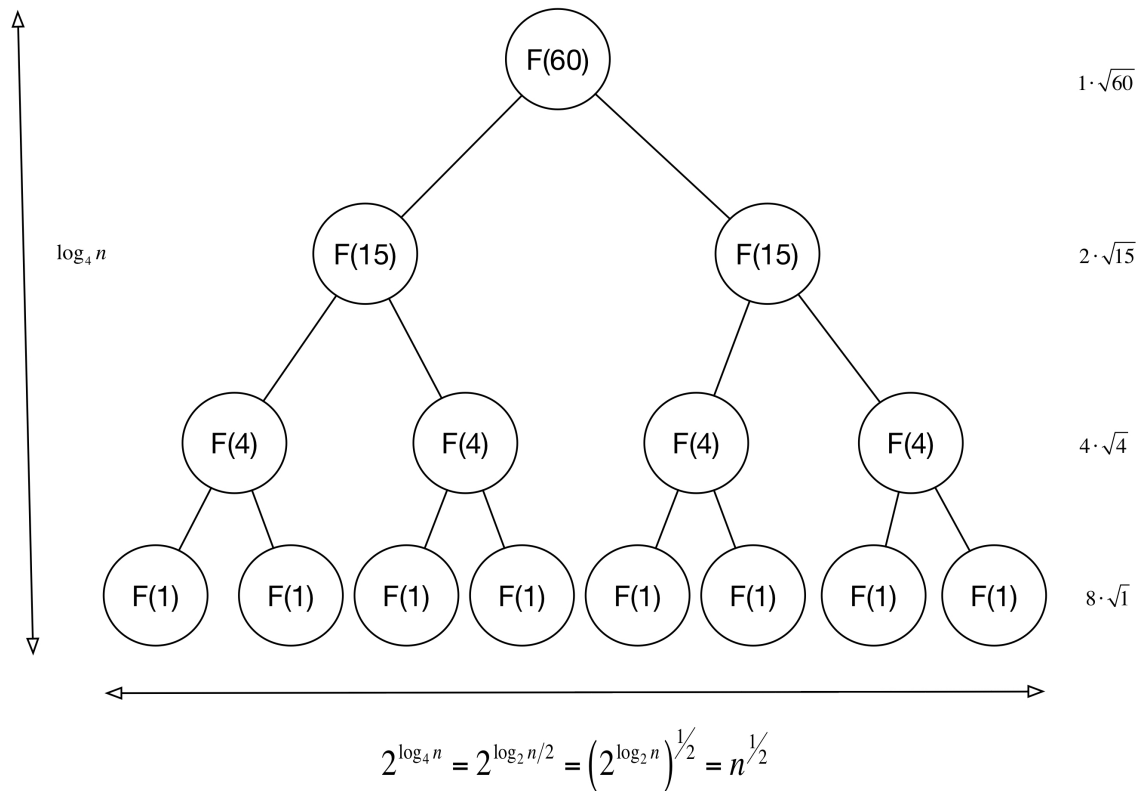 F(60)
1·√60
log₄ n
F(15) F(15)
2·√15
F(4) F(4) F(4) F(4)
4·√4
F(1) F(1) F(1) F(1) F(1) F(1) F(1) F(1)
8·√1
2^{log₄ n} = 2^{log₂ n/2} = (2^{log₂ n})^{1/2} = n^{1/2}